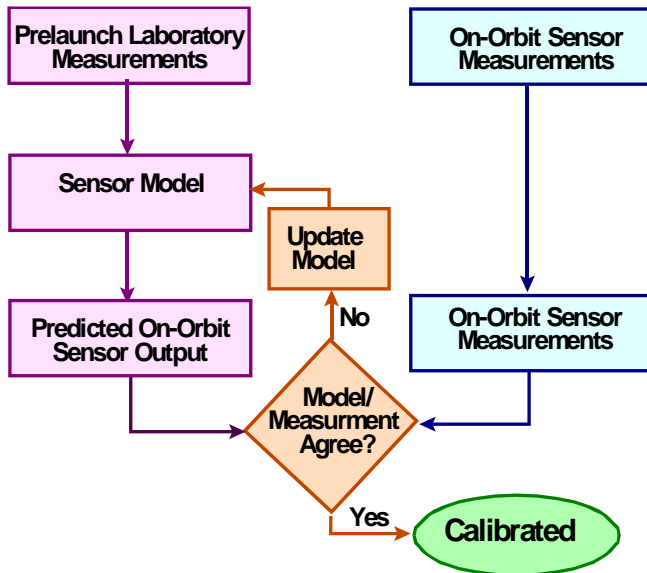 Prelaunch Laboratory
Measurements
On-Orbit Sensor
Measurements
Sensor Model
Update
Model
Predicted On-Orbit
Sensor Output
No
On-Orbit Sensor
Measurements
Model/
Measurment
Agree?
Yes
Calibrated